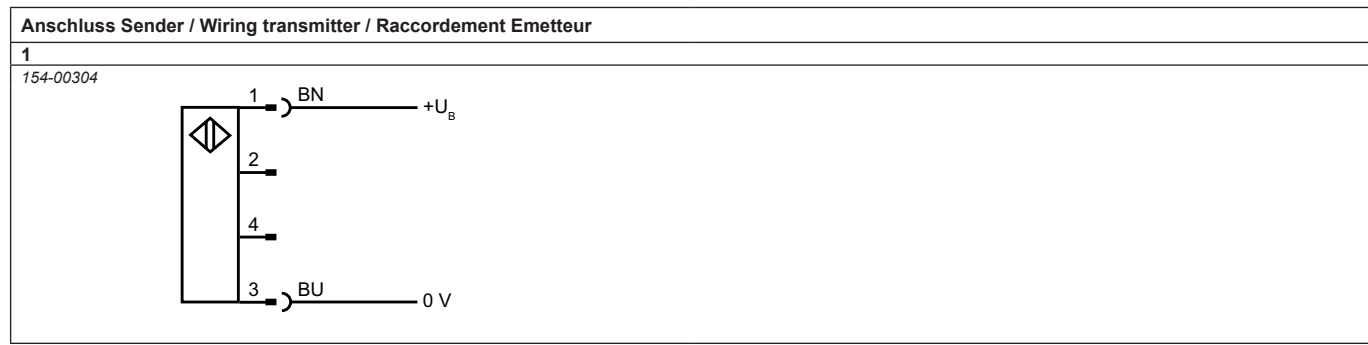 Anschluss Sender / Wiring transmitter / Raccordement Emetteur
1
154-00304
1 BN +UB
2
4
3 BU 0 V